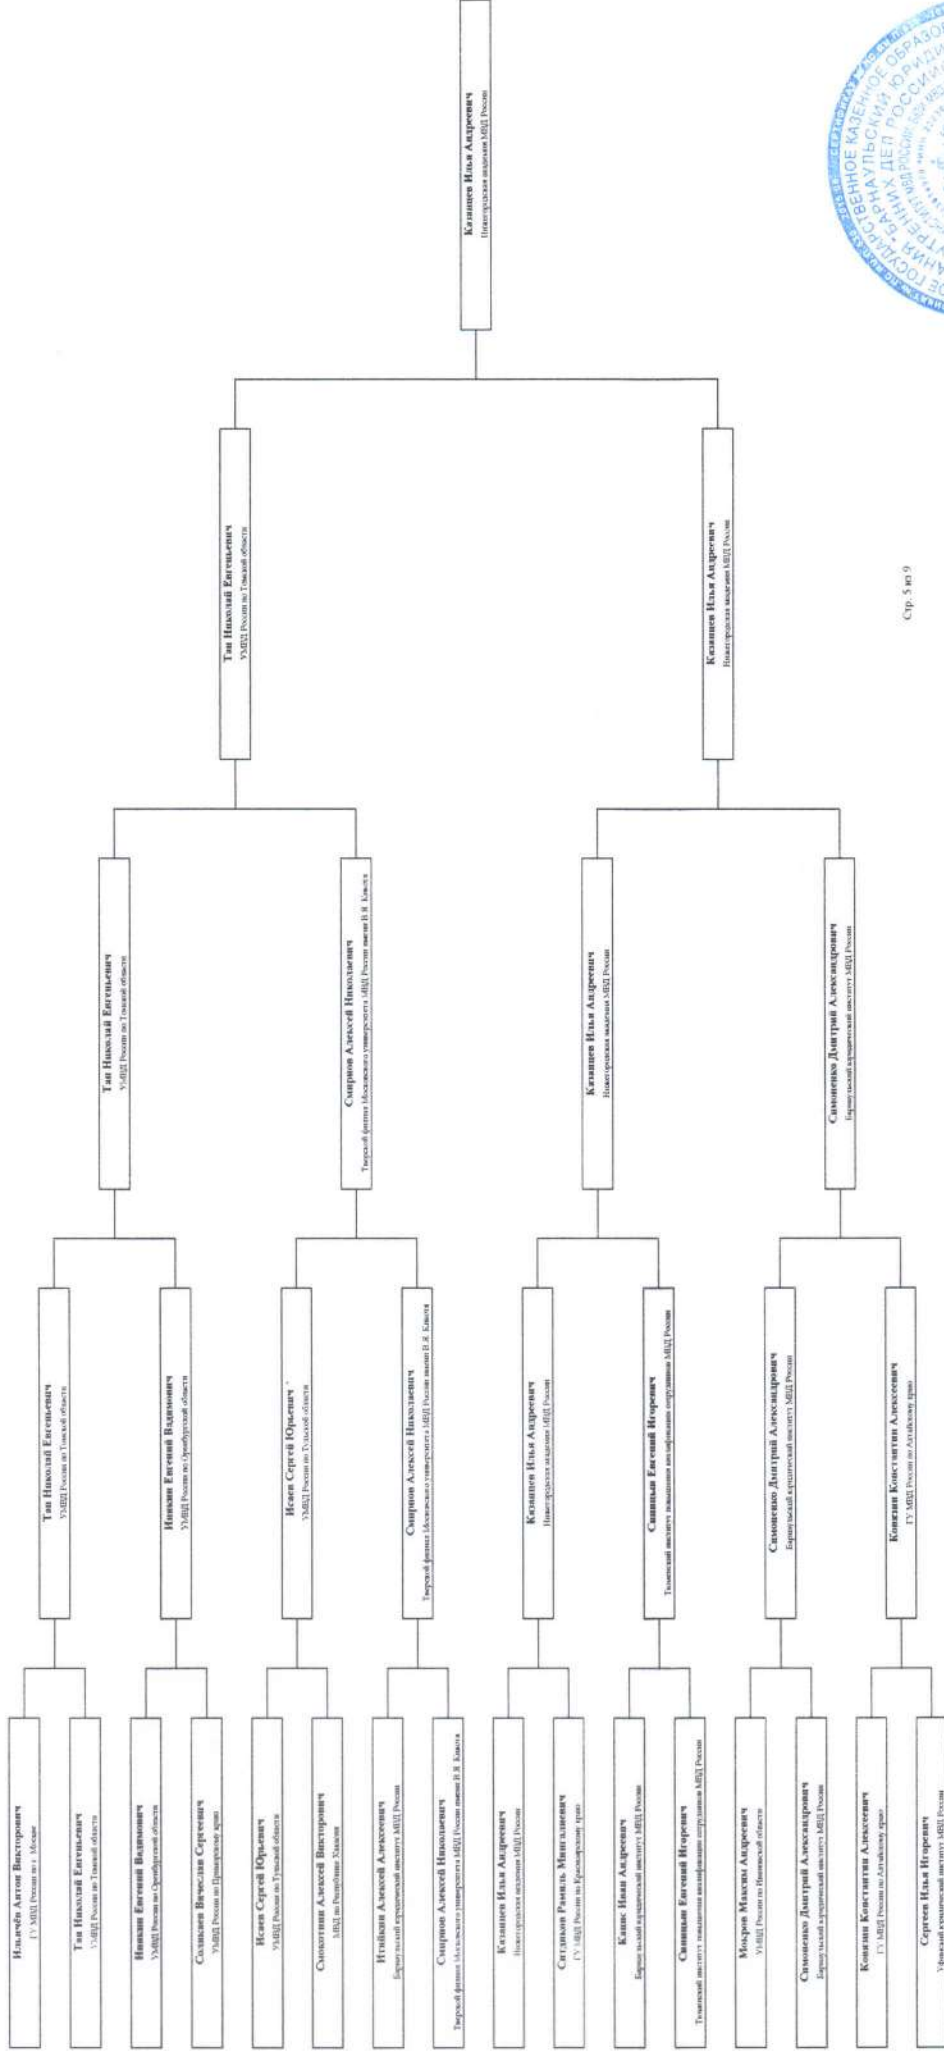 Ильичёв Антон Викторович
ГУ МВД России по г. Москве
Тан Николай Евгеньевич
УМВД России по Томской области
Инякин Евгений Вадимович
УМВД России по Оренбургской области
Соликаев Вячеслав Сергеевич
УМВД России по Приморскому краю
Исаев Сергей Юрьевич
УМВД России по Тульской области
Смокотнин Алексей Викторович
МВД по Республике Хакасия
Игийкин Алексей Алексеевич
Барнаульский юридический институт МВД России
Смирнов Алексей Николаевич
Тверской филиал Московского университета МВД России имени В.Я. Кикотя
Казанцев Илья Андреевич
Нижегородская академия МВД России
Ситдиков Рамиль Мингалиевич
ГУ МВД России по Красноярскому краю
Канис Иван Андреевич
Барнаульский юридический институт МВД России
Синицын Евгений Игоревич
Тюменский институт повышения квалификации сотрудников МВД России
Мокров Максим Андреевич
УМВД России по Ивановской области
Симоненко Дмитрий Александрович
Барнаульский юридический институт МВД России
Конязин Константин Алексеевич
ГУ МВД России по Алтайскому краю
Сергеев Илья Игоревич
Уфимский юридический институт МВД России
Тан Николай Евгеньевич
УМВД России по Томской области
Инякин Евгений Вадимович
УМВД России по Оренбургской области
Исаев Сергей Юрьевич
УМВД России по Тульской области
Смирнов Алексей Николаевич
Тверской филиал Московского университета МВД России имени В.Я. Кикотя
Казанцев Илья Андреевич
Нижегородская академия МВД России
Синицын Евгений Игоревич
Тюменский институт повышения квалификации сотрудников МВД России
Симоненко Дмитрий Александрович
Барнаульский юридический институт МВД России
Конязин Константин Алексеевич
ГУ МВД России по Алтайскому краю
Тан Николай Евгеньевич
УМВД России по Томской области
Смирнов Алексей Николаевич
Тверской филиал Московского университета МВД России имени В.Я. Кикотя
Казанцев Илья Андреевич
Нижегородская академия МВД России
Симоненко Дмитрий Александрович
Барнаульский юридический институт МВД России
Тан Николай Евгеньевич
УМВД России по Томской области
Казанцев Илья Андреевич
Нижегородская академия МВД России
Казанцев Илья Андреевич
Нижегородская академия МВД России
Стр. 5 из 9